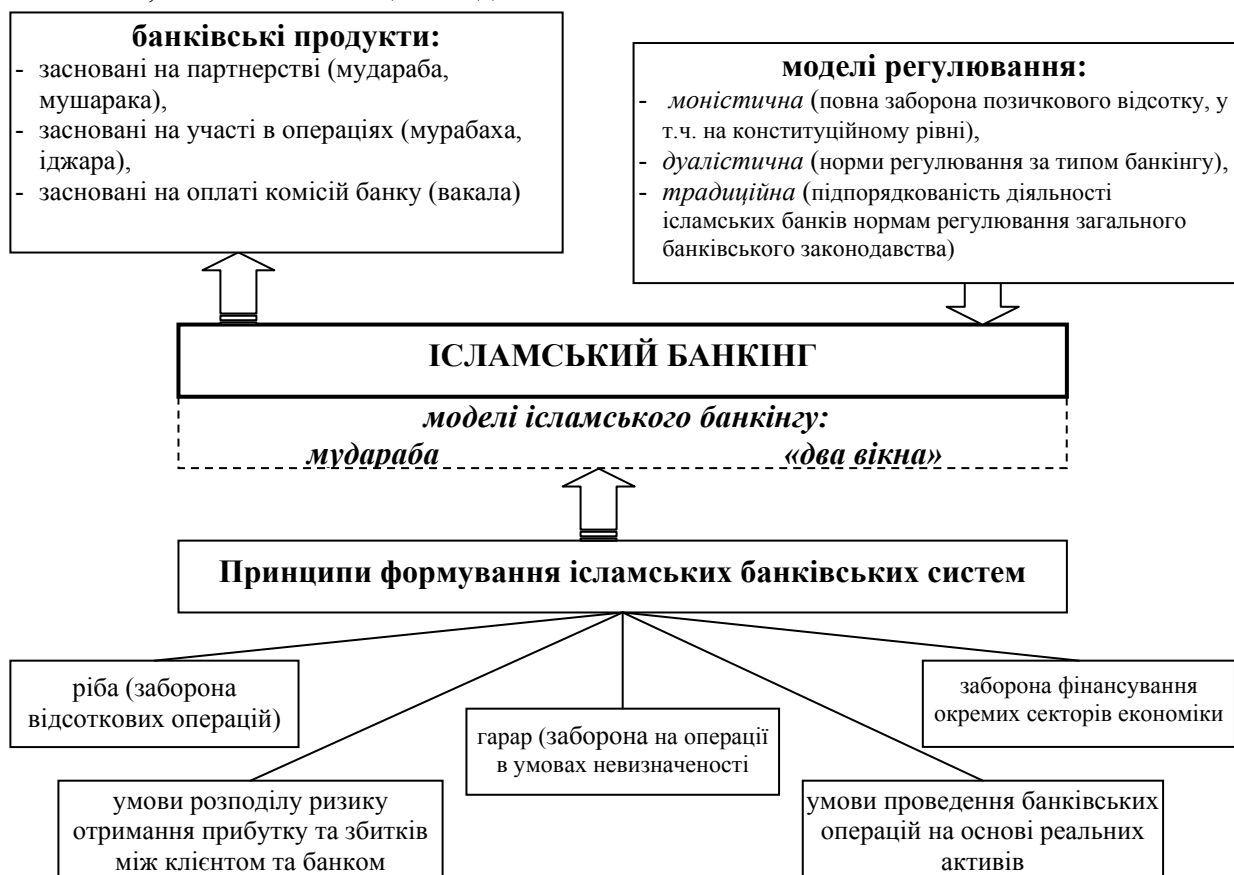 банківські продукти:
- засновані на партнерстві (мудараба,
мушарака),
- засновані на участі в операціях (мурабаха,
іджара),
- засновані на оплаті комісій банку (вакала)
моделі регулювання:
- моністична (повна заборона позичкового відсотку, у
т.ч. на конституційному рівні),
- дуалістична (норми регулювання за типом банкінгу),
- традиційна (підпорядкованість діяльності
ісламських банків нормам регулювання загального
банківського законодавства)
ІСЛАМСЬКИЙ БАНКІНГ
моделі ісламського банкінгу:
мудараба «два вікна»
Принципи формування ісламських банківських систем
ріба (заборона
відсоткових операцій)
гарар (заборона на операції
в умовах невизначеності
заборона фінансування
окремих секторів економіки
умови розподілу ризику
отримання прибутку та збитків
між клієнтом та банком
умови проведення банківських
операцій на основі реальних
активів